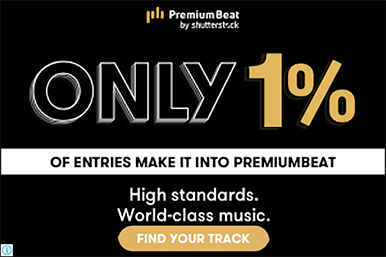 PremiumBeat
by shutterstock
ONLY 1%
OF ENTRIES MAKE IT INTO PREMIUMBEAT
High standards.
World-class music.
FIND YOUR TRACK